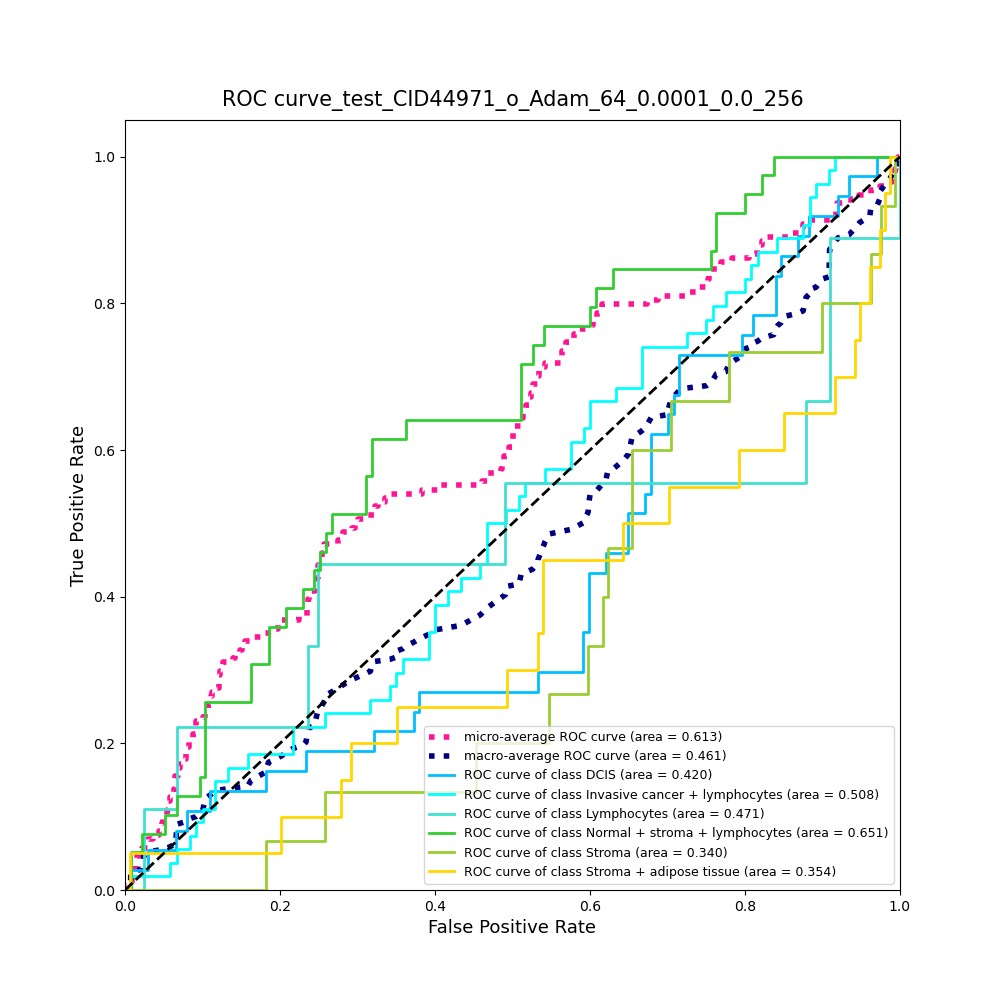 ROC curve_test_CID44971_o_Adam_64_0.0001_0.0_256
True Positive Rate
1.0
0.8
0.6
0.4
0.2
0.0
micro-average ROC curve (area = 0.613)
macro-average ROC curve (area = 0.461)
ROC curve of class DCIS (area = 0.420)
ROC curve of class Invasive cancer + lymphocytes (area = 0.508)
ROC curve of class Lymphocytes (area = 0.471)
ROC curve of class Normal + stroma + lymphocytes (area = 0.651)
ROC curve of class Stroma (area = 0.340)
ROC curve of class Stroma + adipose tissue (area = 0.354)
0.0 0.2 0.4 0.6 0.8 1.0
False Positive Rate